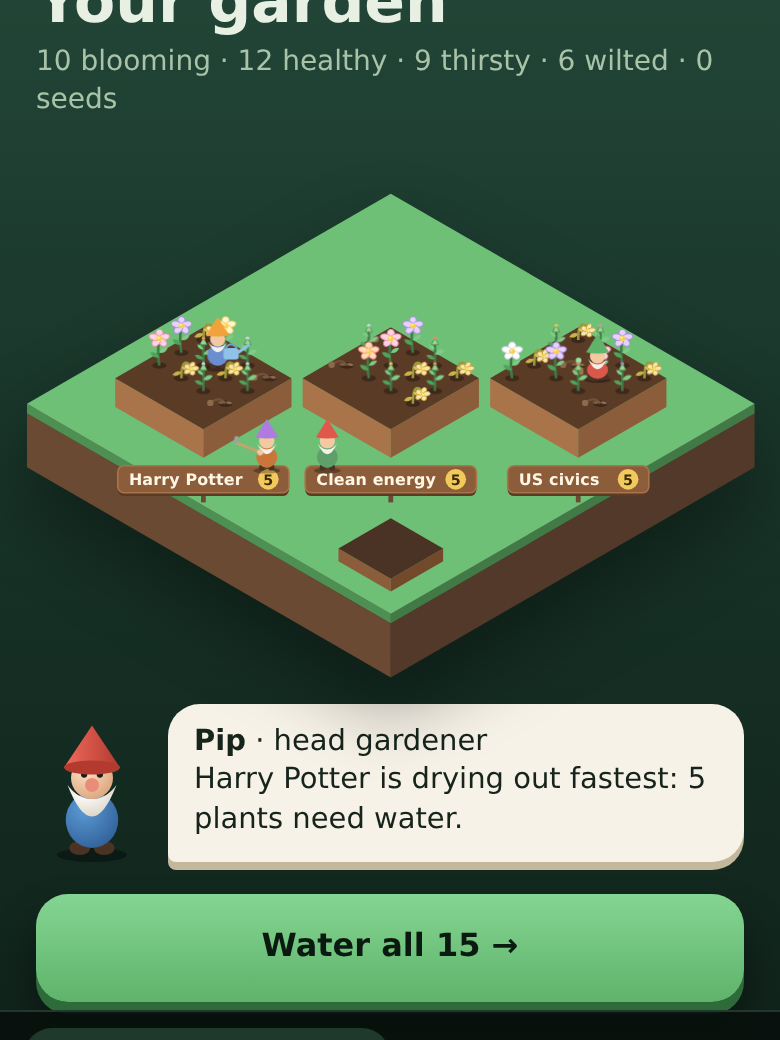 Your garden
10 blooming · 12 healthy · 9 thirsty · 6 wilted · 0
seeds
Harry Potter 5
Clean energy 5
US civics 5
Pip · head gardener
Harry Potter is drying out fastest: 5
plants need water.
Water all 15 →